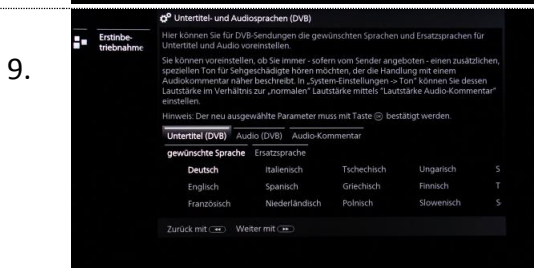 9.
Erstinbe-
triebnahme
Untertitel- und Audiosprachen (DVB)
Hier können Sie für DVB-Sendungen die gewünschten Sprachen und Ersatzsprachen für
Untertitel und Audio voreinstellen.
Sie können voreinstellen, ob Sie immer - sofern vom Sender angeboten - einen zusätzlichen,
speziellen Ton für Sehgeschädigte hören möchten, der die Handlung mit einem
Audiokommentar näher beschreibt. In „System-Einstellungen -> Ton" können Sie dessen
Lautstärke im Verhältnis zur „normalen" Lautstärke mittels "Lautstärke Audio-Kommentar"
einstellen.
Hinweis: Der neu ausgewählte Parameter muss mit Taste OK bestätigt werden.
Untertitel (DVB) Audio (DVB) Audio-Kommentar
gewünschte Sprache Ersatzsprache
Deutsch Italienisch Tschechisch Ungarisch S
Englisch Spanisch Griechisch Finnisch T
Französisch Niederländisch Polnisch Slowenisch S
Zurück mit Weiter mit